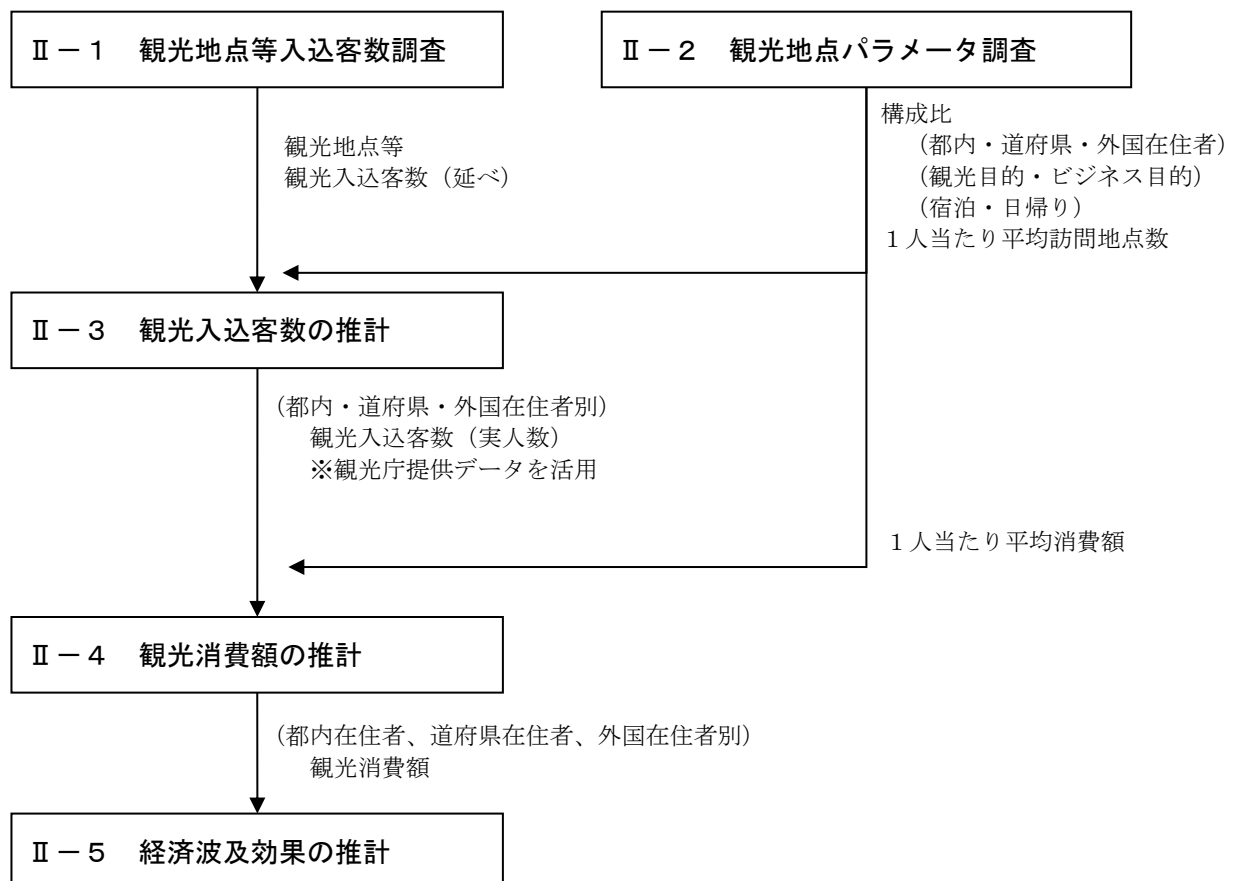 Ⅱ－１　観光地点等入込客数調査
Ⅱ－２　観光地点パラメータ調査
観光地点等
観光入込客数（延べ）
構成比
（都内・道府県・外国在住者）
（観光目的・ビジネス目的）
（宿泊・日帰り）
１人当たり平均訪問地点数
Ⅱ－３　観光入込客数の推計
（都内・道府県・外国在住者別）
観光入込客数（実人数）
※観光庁提供データを活用
１人当たり平均消費額
Ⅱ－４　観光消費額の推計
（都内在住者、道府県在住者、外国在住者別）
観光消費額
Ⅱ－５　経済波及効果の推計